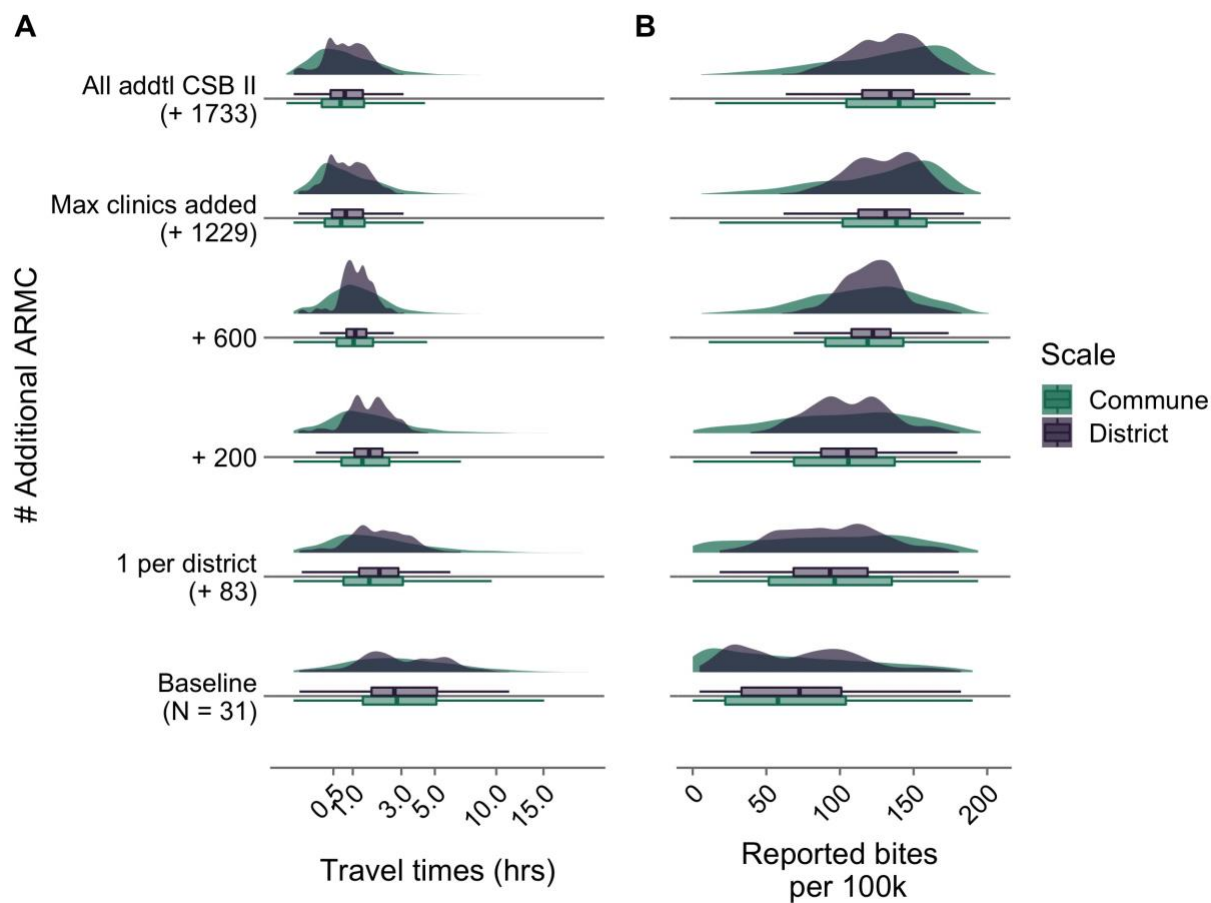 A
B
# Additional ARMC
All addtl CSB II
(+ 1733)
Max clinics added
(+ 1229)
+ 600
+ 200
1 per district
(+ 83)
Baseline
(N = 31)
0.5
1.0
3.0
5.0
10.0
15.0
Travel times (hrs)
0
50
100
150
200
Reported bites
per 100k
Scale
Commune
District